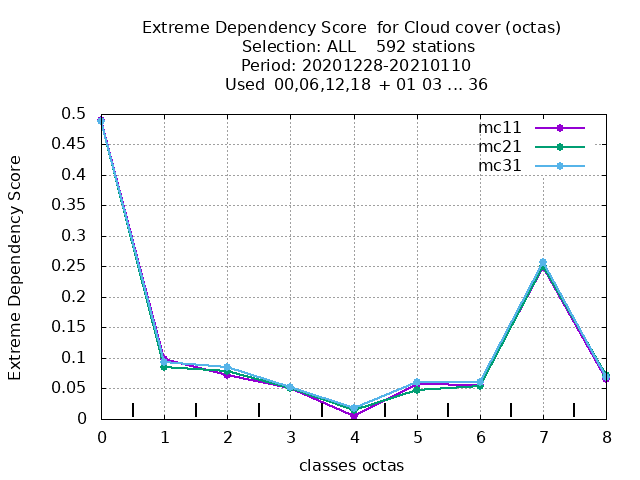 Extreme Dependency Score  for Cloud cover (octas)
Selection: ALL    592 stations
Period: 20201228-20210110
Used  00,06,12,18  + 01 03 ... 36
mc11
mc21
mc31
Extreme Dependency Score
0.5
0.45
0.4
0.35
0.3
0.25
0.2
0.15
0.1
0.05
0
0 1 2 3 4 5 6 7 8
classes octas